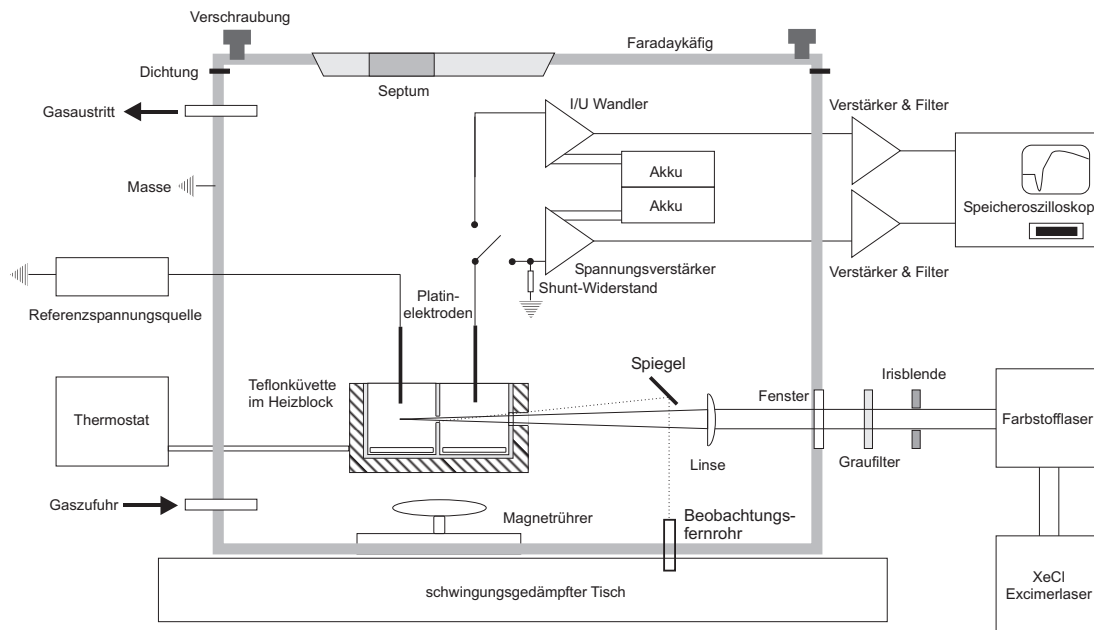 Verschraubung
Faradaykäfig
Dichtung
Septum
Gasaustritt
I/U Wandler
Verstärker & Filter
Akku
Masse
Akku
Speicheroszilloskop
Spannungsverstärker
Verstärker & Filter
Shunt-Widerstand
Platin-
elektroden
Referenzspannungsquelle
Spiegel
Irisblende
Teflonküvette
im Heizblock
Fenster
Thermostat
Farbstofflaser
Linse
Graufilter
Gaszufuhr
Magnetrührer
Beobachtungs-
fernrohr
schwingungsgedämpfter Tisch
XeCl
Excimerlaser